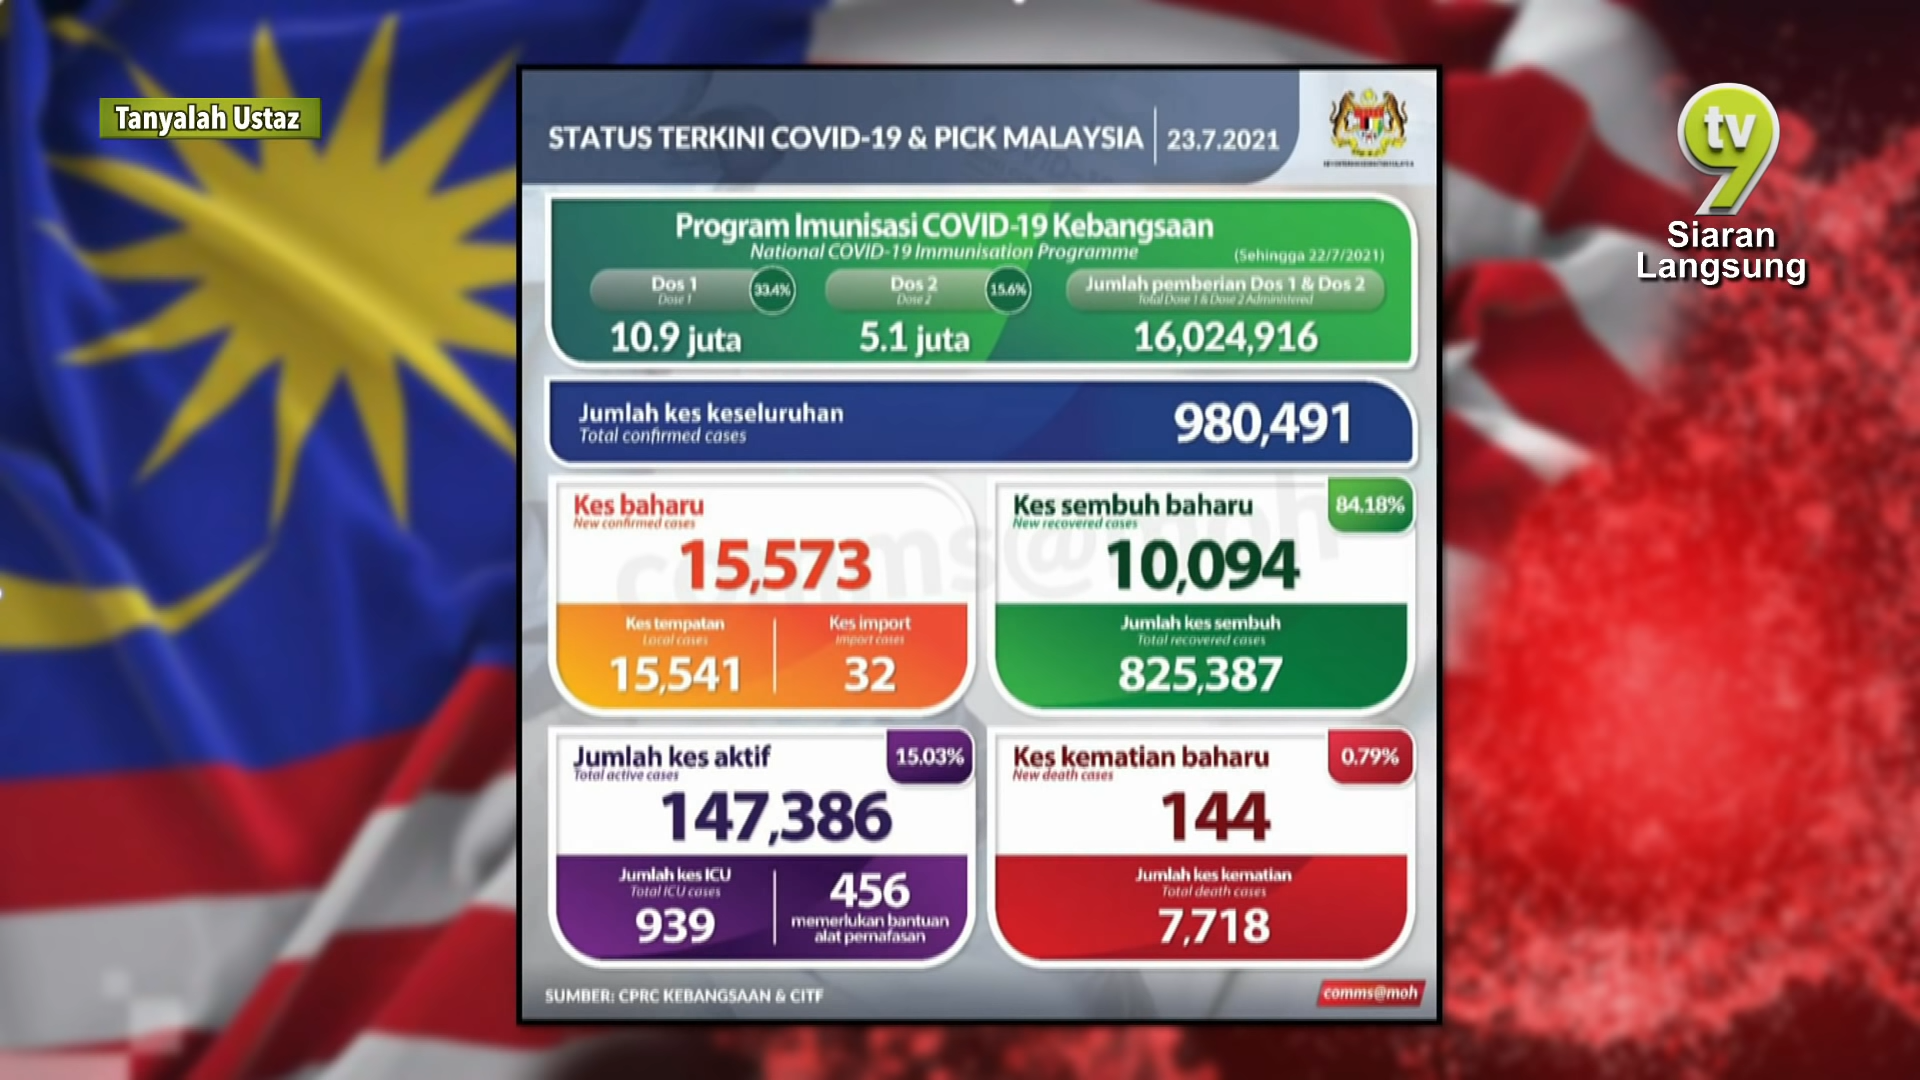 Tanyalah Ustaz
tv9
Siaran
Langsung
STATUS TERKINI COVID-19 & PICK MALAYSIA | 23.7.2021
Program Imunisasi COVID-19 Kebangsaan
National COVID-19 Immunisation Programme
(Sehingga 22/7/2021)
Dos 1
Dose 1
33.4%
10.9 juta
Dos 2
Dose 2
15.6%
5.1 juta
Jumlah pemberian Dos 1 & Dos 2
Total Dose 1 & Dose 2 Administered
16,024,916
Jumlah kes keseluruhan
Total confirmed cases
980,491
Kes baharu
New confirmed cases
15,573
Kes tempatan
Local cases
15,541
Kes import
Import cases
32
Kes sembuh baharu
New recovered cases
84.18%
10,094
Jumlah kes sembuh
Total recovered cases
825,387
Jumlah kes aktif
Total active cases
15.03%
147,386
Jumlah kes ICU
Total ICU cases
939
456
memerlukan bantuan
alat pernafasan
Kes kematian baharu
New death cases
0.79%
144
Jumlah kes kematian
Total death cases
7,718
SUMBER: CPRC KEBANGSAAN & CITF
comms@moh
comms@moh